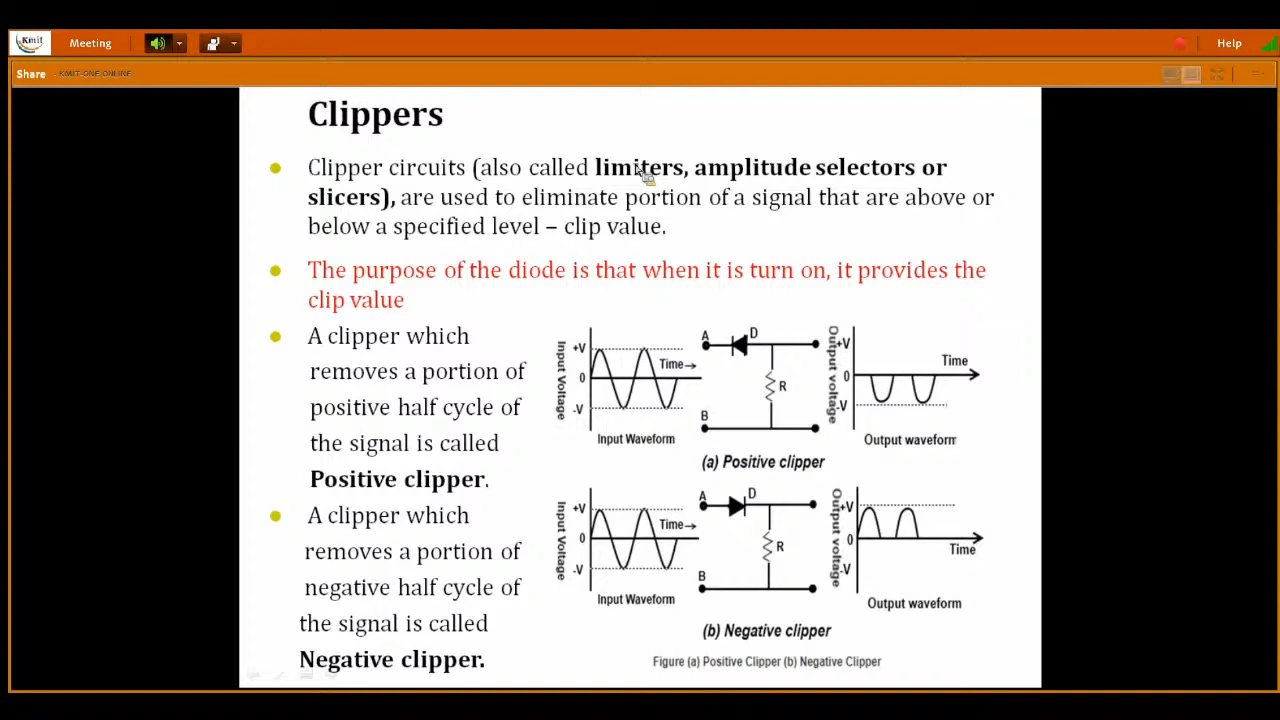 Kmit
Meeting
Help
Share - KMIT-ONE ONLINE
Clippers
Clipper circuits (also called limiters, amplitude selectors or
slicers), are used to eliminate portion of a signal that are above or
below a specified level – clip value.
The purpose of the diode is that when it is turn on, it provides the
clip value
A clipper which
removes a portion of
positive half cycle of
the signal is called
Positive clipper.
A clipper which
removes a portion of
negative half cycle of
the signal is called
Negative clipper.
Input Voltage
+V
0
-V
Time→
Input Waveform
A
D
R
B
Output voltage
+V
0
-V
Time
Output waveform
(a) Positive clipper
Input Voltage
+V
0
-V
Time→
Input Waveform
A
D
R
B
Output voltage
+V
0
-V
Time
Output waveform
(b) Negative clipper
Figure (a) Positive Clipper (b) Negative Clipper